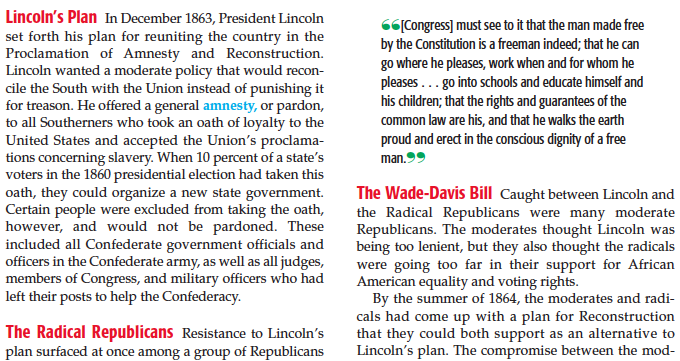 Lincoln's Plan In December 1863, President Lincoln
set forth his plan for reuniting the country in the
Proclamation of Amnesty and Reconstruction.
Lincoln wanted a moderate policy that would recon-
cile the South with the Union instead of punishing it
for treason. He offered a general amnesty, or pardon,
to all Southerners who took an oath of loyalty to the
United States and accepted the Union's proclama-
tions concerning slavery. When 10 percent of a state's
voters in the 1860 presidential election had taken this
oath, they could organize a new state government.
Certain people were excluded from taking the oath,
however, and would not be pardoned. These
included all Confederate government officials and
officers in the Confederate army, as well as all judges,
members of Congress, and military officers who had
left their posts to help the Confederacy.
The Radical Republicans Resistance to Lincoln's
plan surfaced at once among a group of Republicans
“[Congress] must see to it that the man made free
by the Constitution is a freeman indeed; that he can
go where he pleases, work when and for whom he
pleases . . . go into schools and educate himself and
his children; that the rights and guarantees of the
common law are his, and that he walks the earth
proud and erect in the conscious dignity of a free
man.”
The Wade-Davis Bill Caught between Lincoln and
the Radical Republicans were many moderate
Republicans. The moderates thought Lincoln was
being too lenient, but they also thought the radicals
were going too far in their support for African
American equality and voting rights.
By the summer of 1864, the moderates and radi-
cals had come up with a plan for Reconstruction
that they could both support as an alternative to
Lincoln's plan. The compromise between the mod-